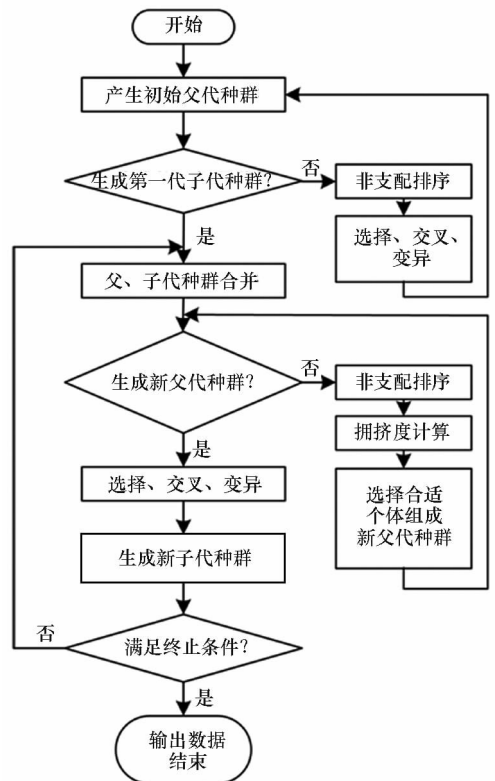 开始
产生初始父代种群
生成第一代子代种群?
否
非支配排序
选择、交叉、
变异
是
父、子代种群合并
生成新父代种群?
否
非支配排序
拥挤度计算
选择合适
个体组成
新父代种群
是
选择、交叉、变异
生成新子代种群
否
满足终止条件?
是
输出数据
结束